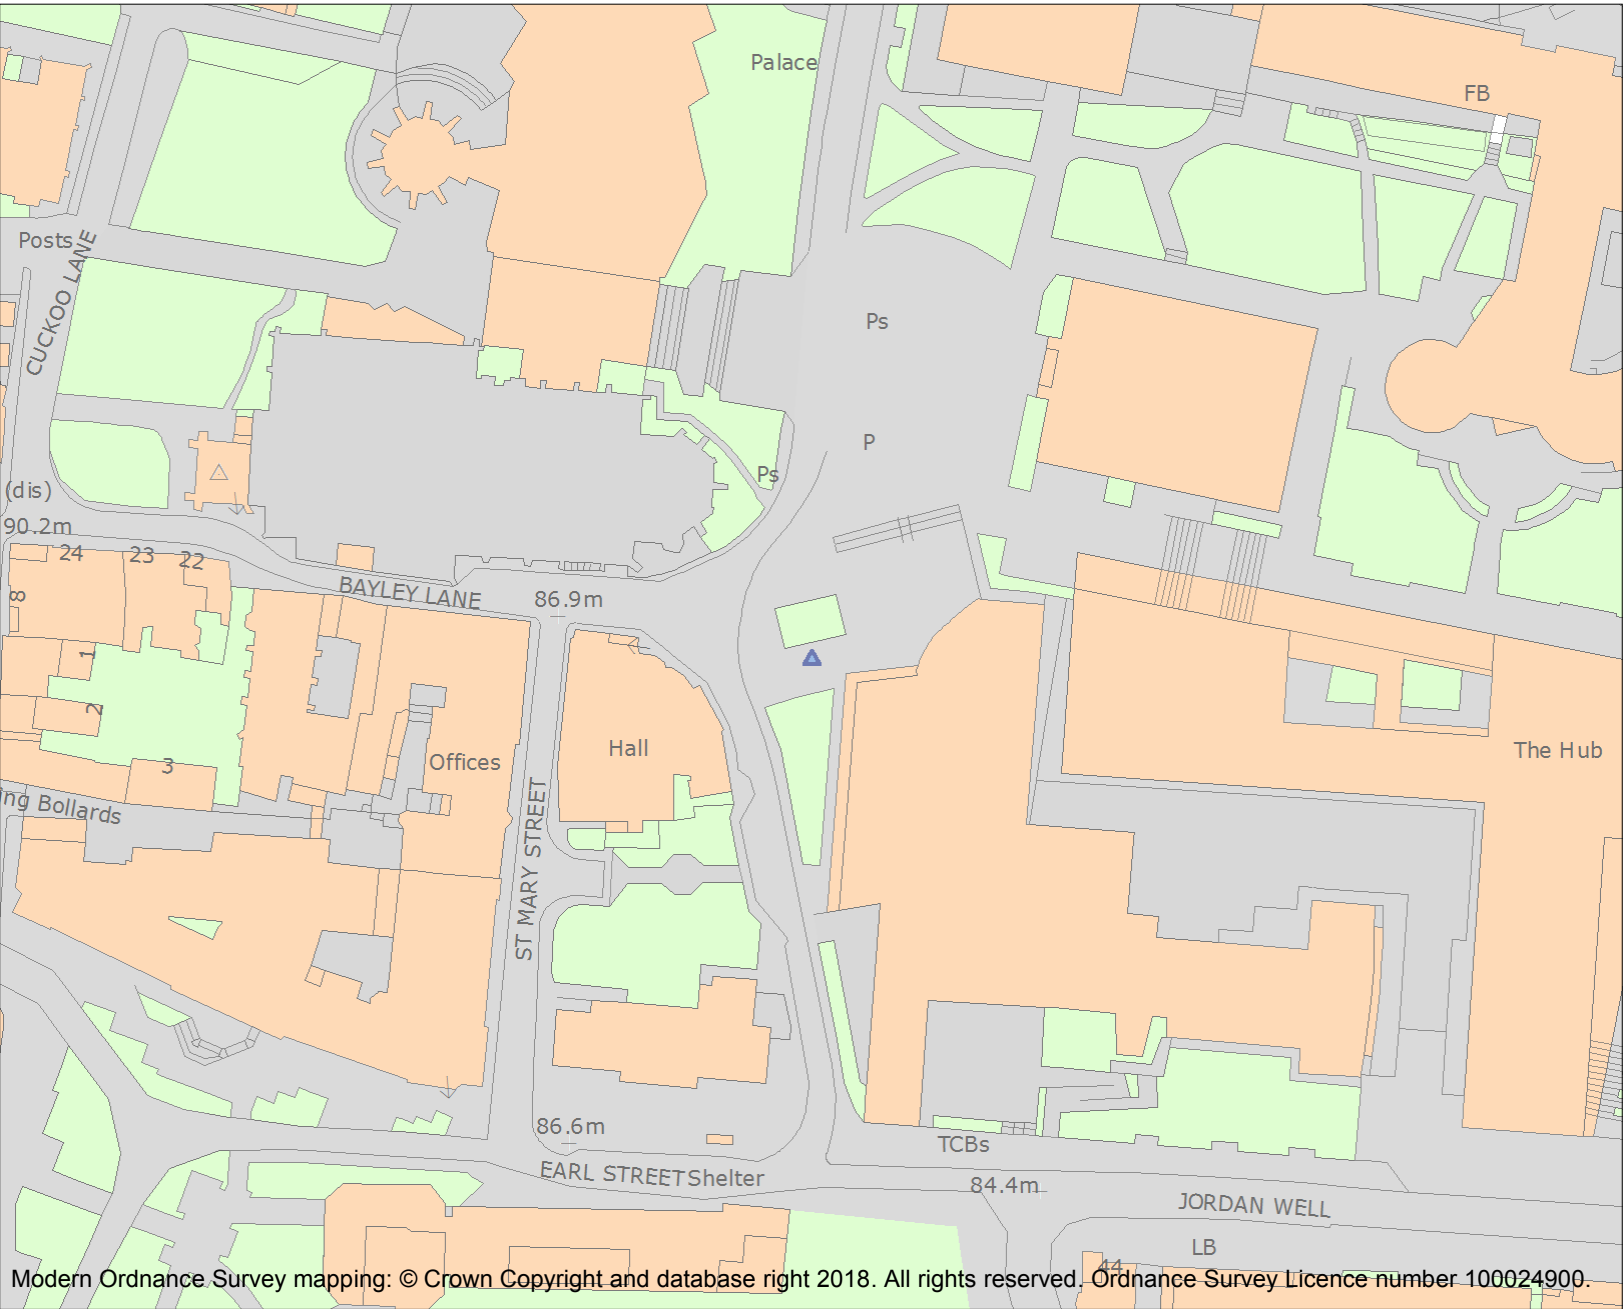 Palace
FB
Posts
CUCKOO LANE
Ps
P
Ps
(dis)
90.2m
24
23
22
8
BAYLEY LANE
86.9m
1
2
3
Offices
Hall
The Hub
ng Bollards
ST MARY STREET
86.6m
TCBs
EARL STREET
Shelter
84.4m
JORDAN WELL
LB
44
Modern Ordnance Survey mapping: © Crown Copyright and database right 2018. All rights reserved. Ordnance Survey Licence number 100024900.